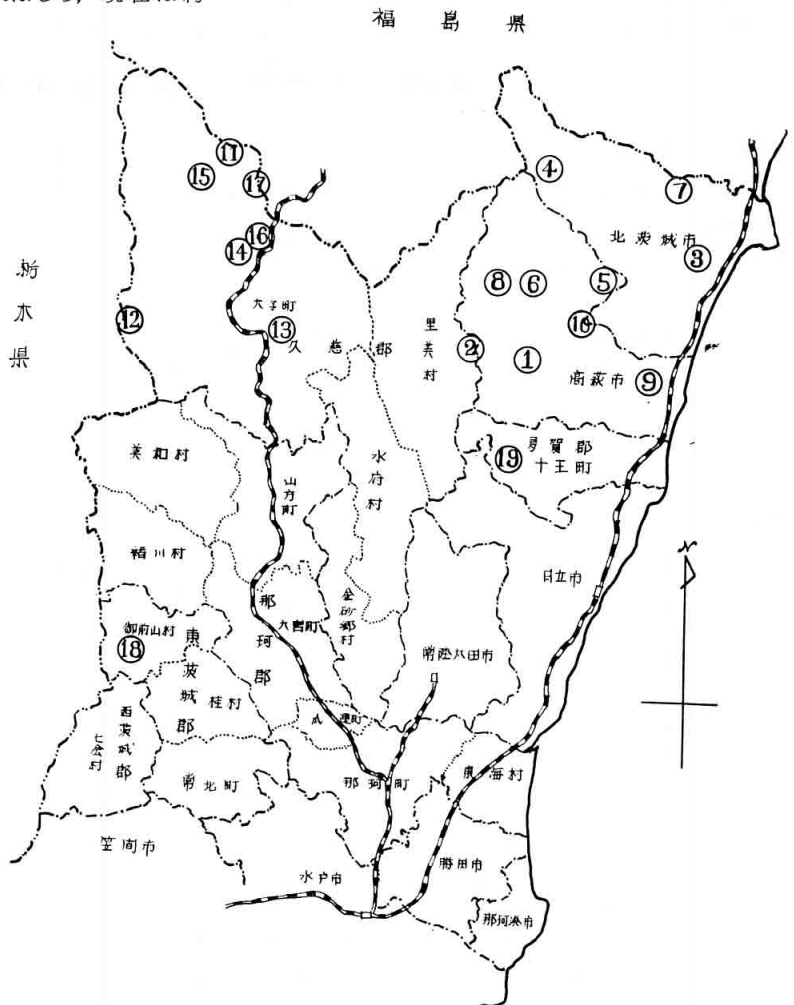 福島県
⑪
⑮
⑰
④
⑦
⑯
⑭
北茨城市
③
栃木県
⑧
⑥
⑤
大子町
⑫
⑬
久慈郡
里美村
②
⑩
①
高萩市
⑨
多賀郡
十王町
⑲
美和村
水府村
山方町
緒川村
日立市
N
那珂郡
大宮町
金砂郷村
御前山村
⑱
東茨城郡
常陸太田市
桂村
瓜連町
西茨城郡
七会村
常北町
那珂町
東海村
笠間市
水戸市
勝田市
那珂湊市